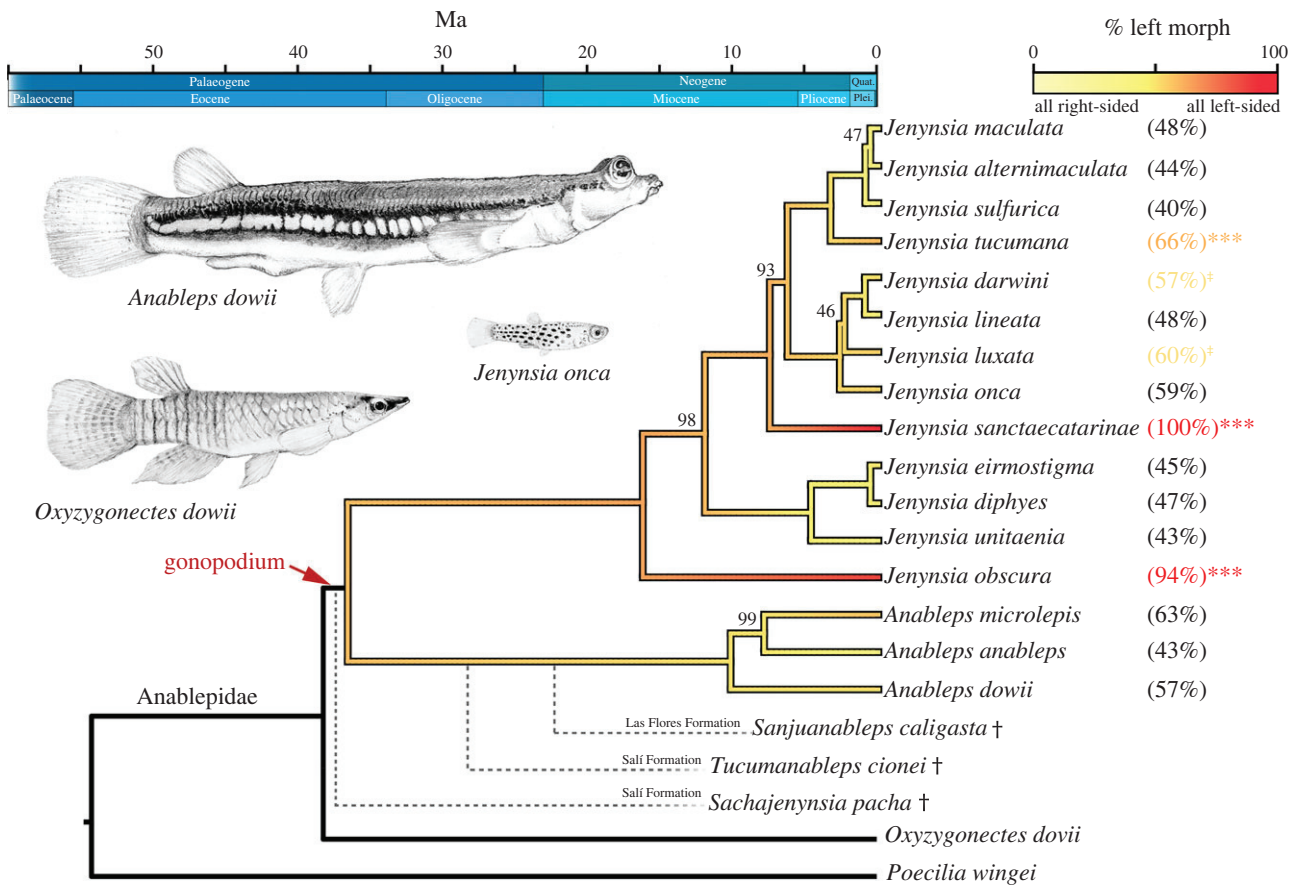 Ma
50 40 30 20 10 0
Palaeogene Neogene Quat.
Palaeocene Eocene Oligocene Miocene Pliocene Plei.
% left morph
0 100
all right-sided all left-sided
Anableps dowii
Jenynsia onca
Oxyzygonectes dowii
gonopodium
Anablepidae
47
Jenynsia maculata (48%)
Jenynsia alternimaculata (44%)
Jenynsia sulfurica (40%)
Jenynsia tucumana (66%)***
93
Jenynsia darwini (57%)‡
46
Jenynsia lineata (48%)
Jenynsia luxata (60%)‡
Jenynsia onca (59%)
98
Jenynsia sanctaecatarinae (100%)***
Jenynsia eirmostigma (45%)
Jenynsia diphyes (47%)
Jenynsia unitaenia (43%)
Jenynsia obscura (94%)***
99
Anableps microlepis (63%)
Anableps anableps (43%)
Anableps dowii (57%)
Las Flores Formation Sanjuanableps caligasta †
Salí Formation Tucumanableps cionei †
Salí Formation Sachajenynsia pacha †
Oxyzygonectes dovii
Poecilia wingei